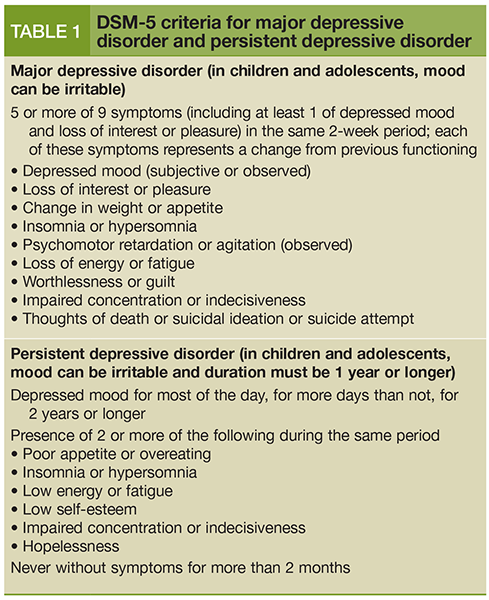 TABLE 1
DSM-5 criteria for major depressive
disorder and persistent depressive disorder
Major depressive disorder (in children and adolescents, mood
can be irritable)
5 or more of 9 symptoms (including at least 1 of depressed mood
and loss of interest or pleasure) in the same 2-week period; each
of these symptoms represents a change from previous functioning
• Depressed mood (subjective or observed)
• Loss of interest or pleasure
• Change in weight or appetite
• Insomnia or hypersomnia
• Psychomotor retardation or agitation (observed)
• Loss of energy or fatigue
• Worthlessness or guilt
• Impaired concentration or indecisiveness
• Thoughts of death or suicidal ideation or suicide attempt
Persistent depressive disorder (in children and adolescents,
mood can be irritable and duration must be 1 year or longer)
Depressed mood for most of the day, for more days than not, for
2 years or longer
Presence of 2 or more of the following during the same period
• Poor appetite or overeating
• Insomnia or hypersomnia
• Low energy or fatigue
• Low self-esteem
• Impaired concentration or indecisiveness
• Hopelessness
Never without symptoms for more than 2 months